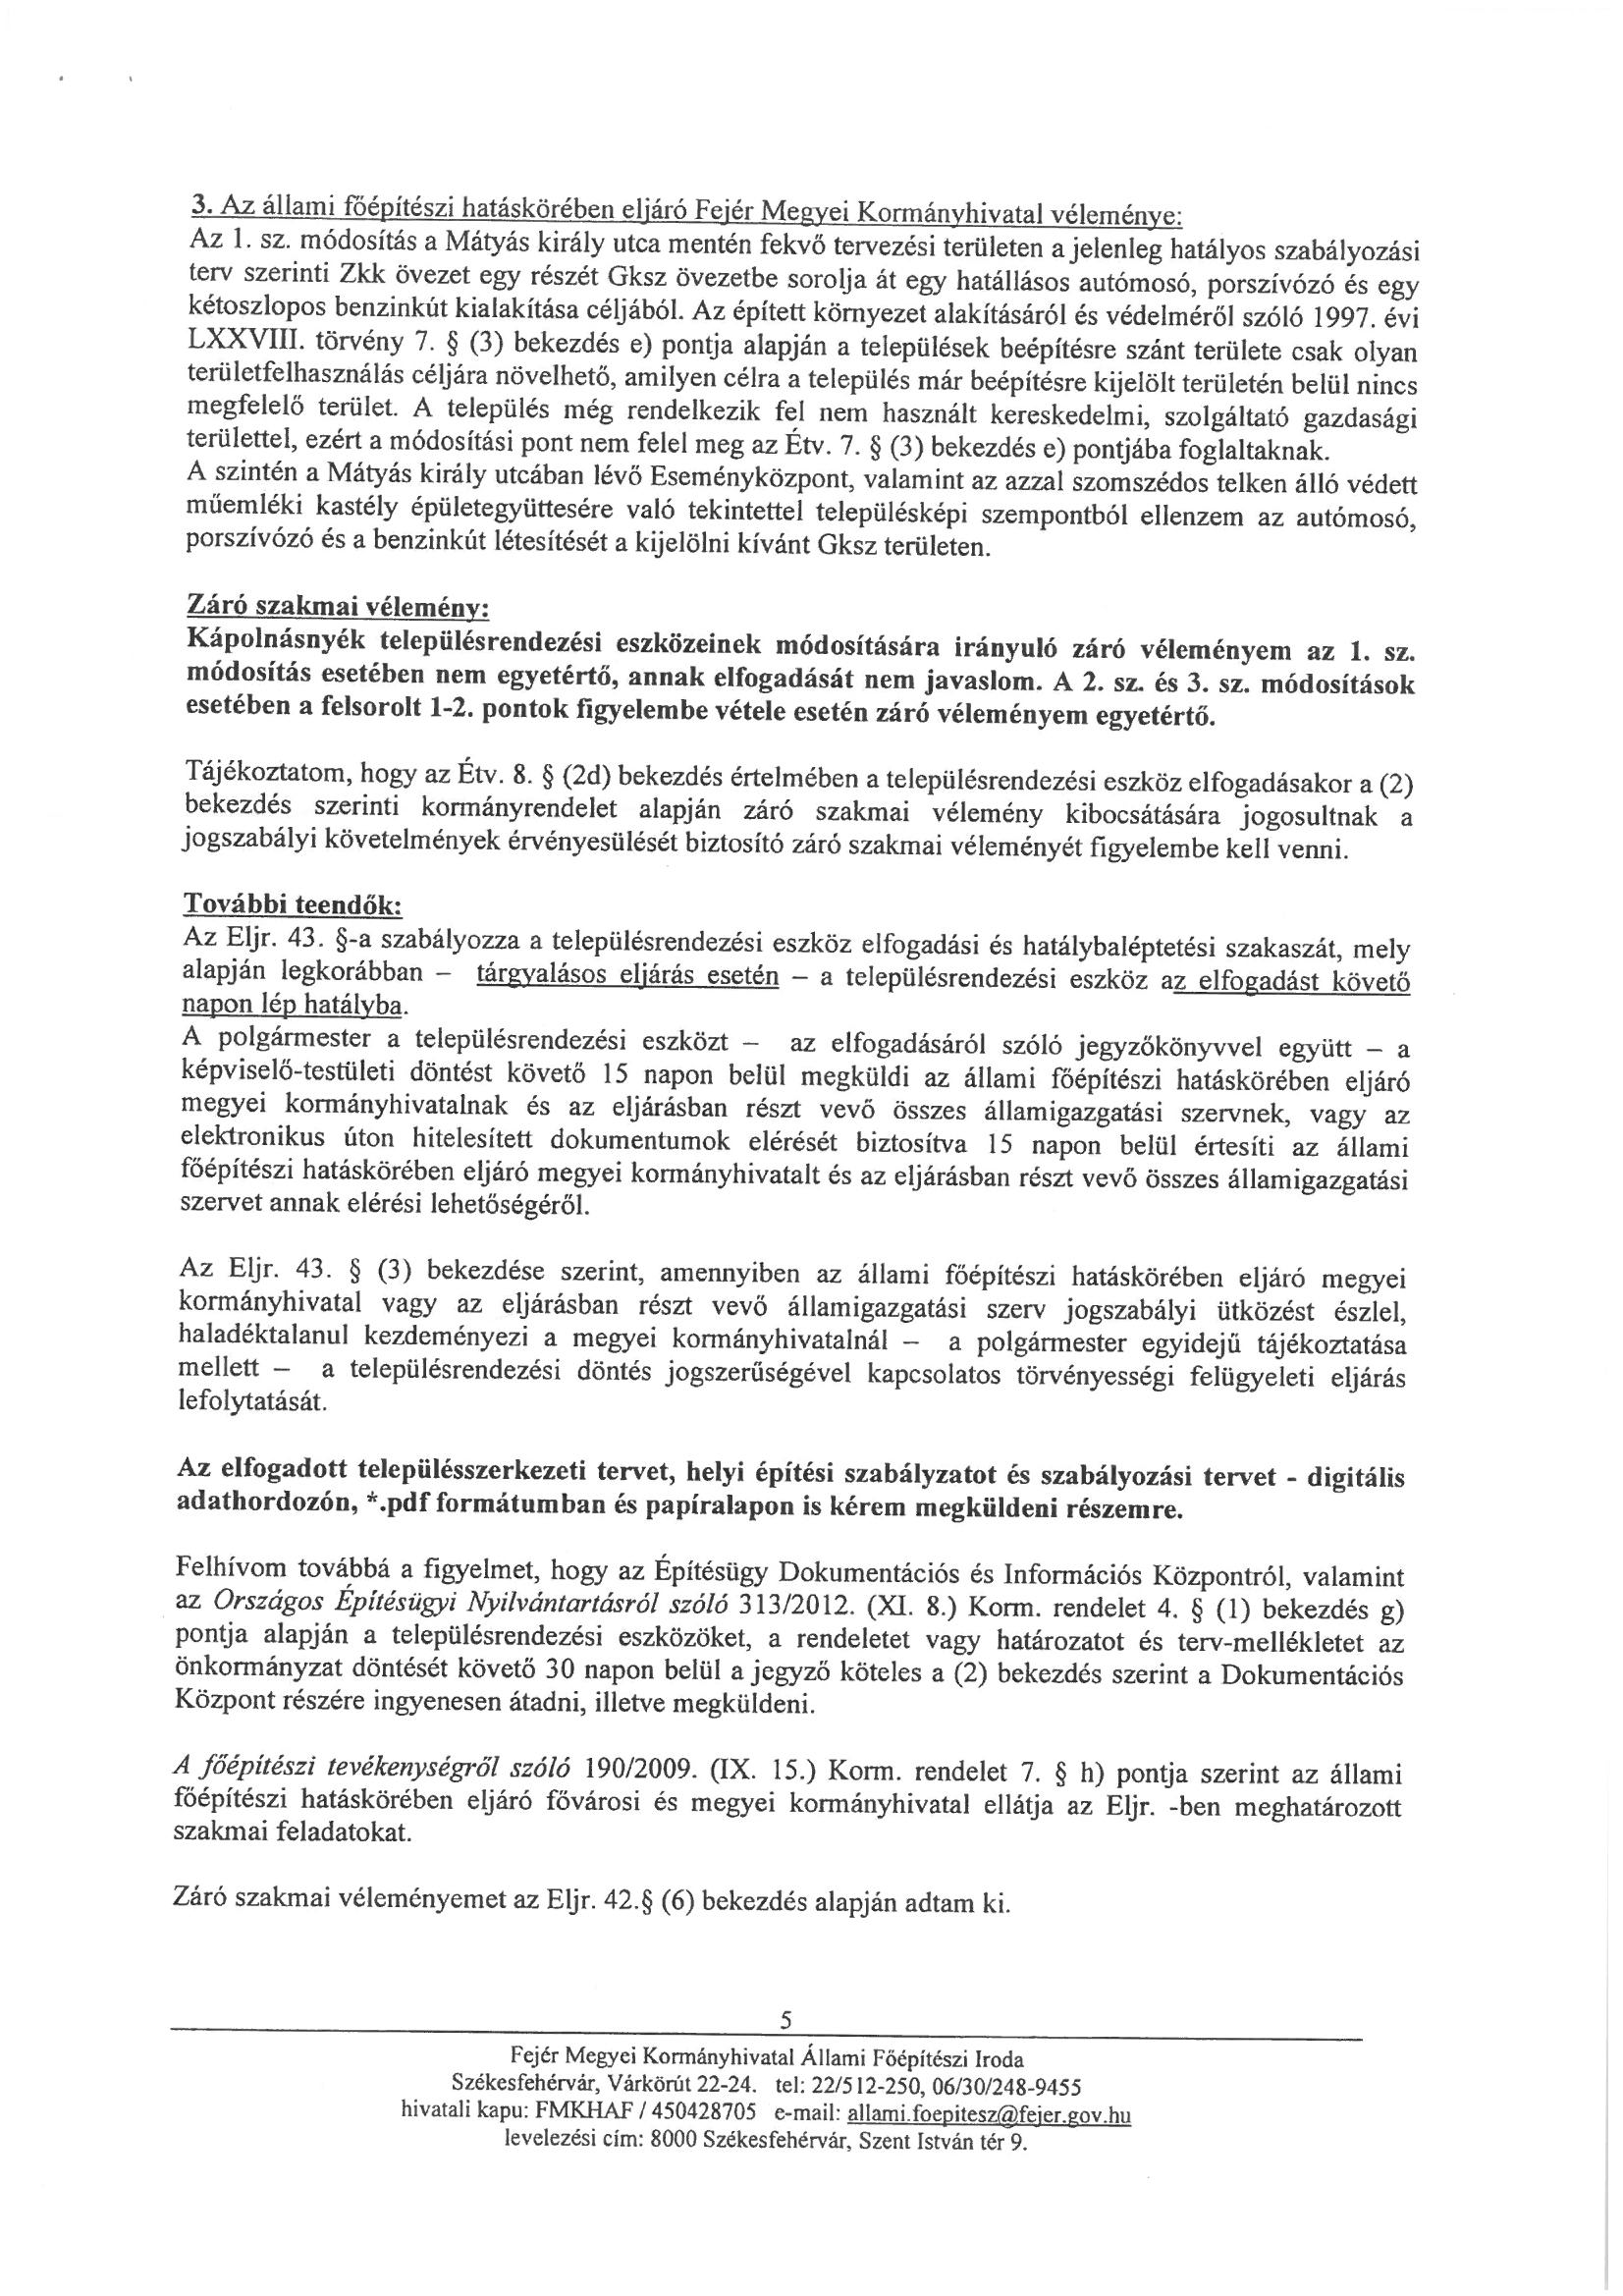 3. Az állami főépítészi hatáskörében eljáró Fejér Megyei Kormányhivatal véleménye:
Az 1. sz. módosítás a Mátyás király utca mentén fekvő tervezési területen a jelenleg hatályos szabályozási
terv szerinti Zkk övezet egy részét Gksz övezetbe sorolja át egy hatállásos autómosó, porszívózó és egy
kétoszlopos benzinkút kialakítása céljából. Az épített környezet alakításáról és védelméről szóló 1997. évi
LXXVIII. törvény 7. § (3) bekezdés e) pontja alapján a települések beépítésre szánt területe csak olyan
területfelhasználás céljára növelhető, amilyen célra a település már beépítésre kijelölt területén belül nincs
megfelelő terület. A település még rendelkezik fel nem használt kereskedelmi, szolgáltató gazdasági
területtel, ezért a módosítási pont nem felel meg az Étv. 7. § (3) bekezdés e) pontjába foglaltaknak.
A szintén a Mátyás király utcában lévő Eseményközpont, valamint az azzal szomszédos telken álló védett
műemléki kastély épületegyüttesére való tekintettel településképi szempontból ellenzem az autómosó,
porszívózó és a benzinkút létesítését a kijelölni kívánt Gksz területen.
Záró szakmai vélemény:
Kápolnásnyék településrendezési eszközeinek módosítására irányuló záró véleményem az 1. sz.
módosítás esetében nem egyetértő, annak elfogadását nem javaslom. A 2. sz. és 3. sz. módosítások
esetében a felsorolt 1-2. pontok figyelembe vétele esetén záró véleményem egyetértő.
Tájékoztatom, hogy az Étv. 8. § (2d) bekezdés értelmében a településrendezési eszköz elfogadásakor a (2)
bekezdés szerinti kormányrendelet alapján záró szakmai vélemény kibocsátására jogosultnak a
jogszabályi követelmények érvényesülését biztosító záró szakmai véleményét figyelembe kell venni.
További teendők:
Az Eljr. 43. §-a szabályozza a településrendezési eszköz elfogadási és hatálybaléptetési szakaszát, mely
alapján legkorábban – tárgyalásos eljárás esetén – a településrendezési eszköz az elfogadást követő
napon lép hatályba.
A polgármester a településrendezési eszközt – az elfogadásáról szóló jegyzőkönyvvel együtt – a
képviselő-testületi döntést követő 15 napon belül megküldi az állami főépítészi hatáskörében eljáró
megyei kormányhivatalnak és az eljárásban részt vevő összes államigazgatási szervnek, vagy az
elektronikus úton hitelesített dokumentumok elérését biztosítva 15 napon belül értesíti az állami
főépítészi hatáskörében eljáró megyei kormányhivatalt és az eljárásban részt vevő összes államigazgatási
szervet annak elérési lehetőségéről.
Az Eljr. 43. § (3) bekezdése szerint, amennyiben az állami főépítészi hatáskörében eljáró megyei
kormányhivatal vagy az eljárásban részt vevő államigazgatási szerv jogszabályi ütközést észlel,
haladéktalanul kezdeményezi a megyei kormányhivatalnál – a polgármester egyidejű tájékoztatása
mellett – a településrendezési döntés jogszerűségével kapcsolatos törvényességi felügyeleti eljárás
lefolytatását.
Az elfogadott településszerkezeti tervet, helyi építési szabályzatot és szabályozási tervet - digitális
adathordozón, *.pdf formátumban és papíralapon is kérem megküldeni részemre.
Felhívom továbbá a figyelmet, hogy az Építésügy Dokumentációs és Információs Központról, valamint
az Országos Építésügyi Nyilvántartásról szóló 313/2012. (XI. 8.) Korm. rendelet 4. § (1) bekezdés g)
pontja alapján a településrendezési eszközöket, a rendeletet vagy határozatot és terv-mellékletet az
önkormányzat döntését követő 30 napon belül a jegyző köteles a (2) bekezdés szerint a Dokumentációs
Központ részére ingyenesen átadni, illetve megküldeni.
A főépítészi tevékenységről szóló 190/2009. (IX. 15.) Korm. rendelet 7. § h) pontja szerint az állami
főépítészi hatáskörében eljáró fővárosi és megyei kormányhivatal ellátja az Eljr. -ben meghatározott
szakmai feladatokat.
Záró szakmai véleményemet az Eljr. 42.§ (6) bekezdés alapján adtam ki.
5
Fejér Megyei Kormányhivatal Állami Főépítészi Iroda
Székesfehérvár, Várkörút 22-24. tel: 22/512-250, 06/30/248-9455
hivatali kapu: FMKHAF / 450428705 e-mail: allami.foepitesz@fejer.gov.hu
levelezési cím: 8000 Székesfehérvár, Szent István tér 9.